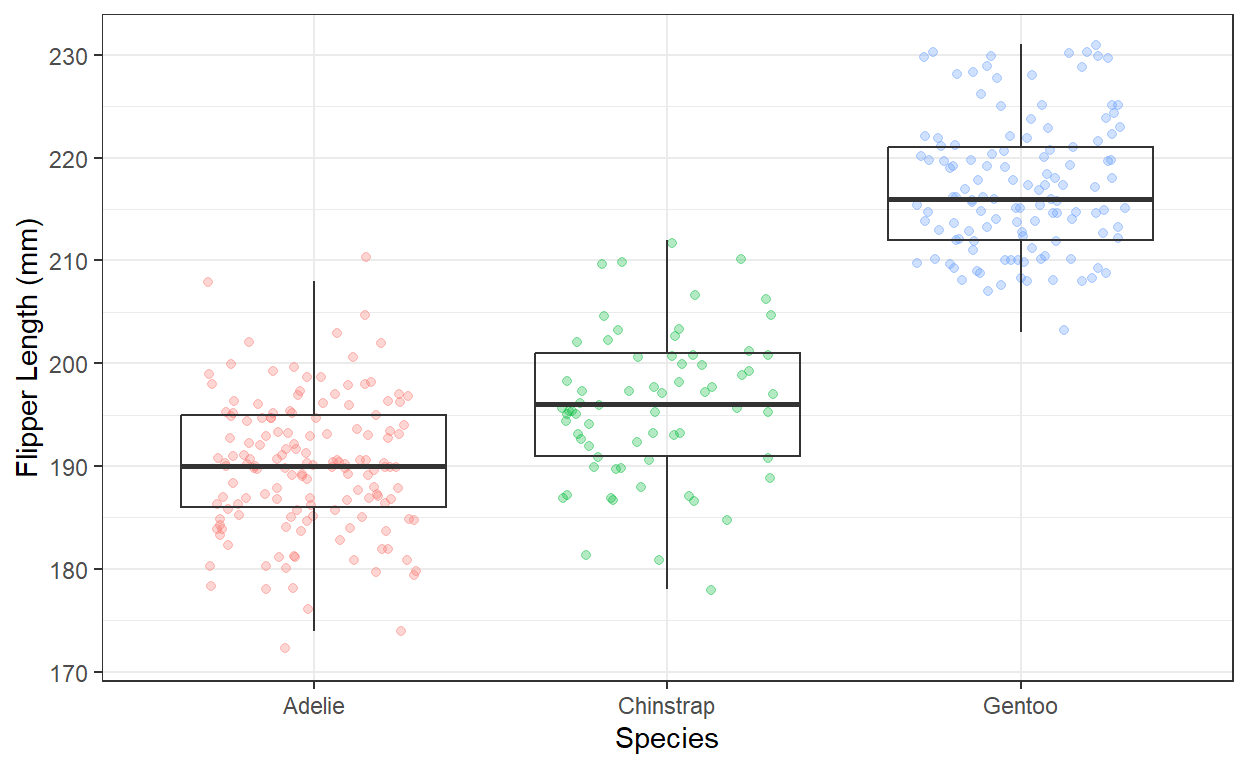 Flipper Length (mm)
230
220
210
200
190
180
170
Adelie
Chinstrap
Gentoo
Species